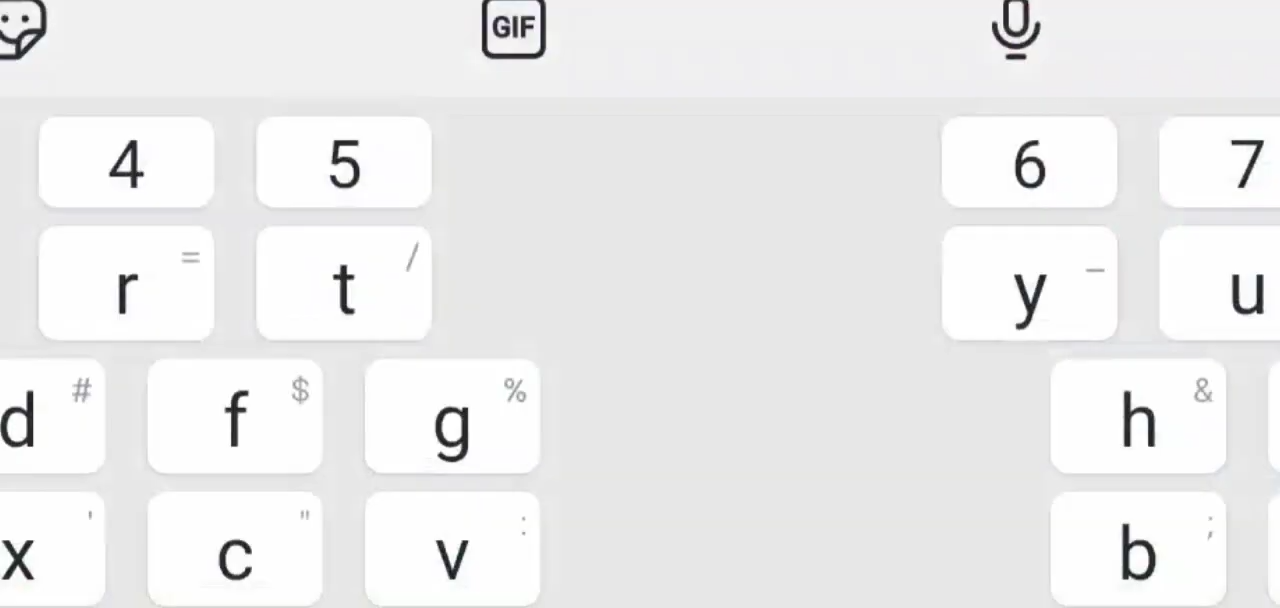 GIF
4 5 6 7
r = t / y – u
d # f $ g % h &
x ' c " v : b ;